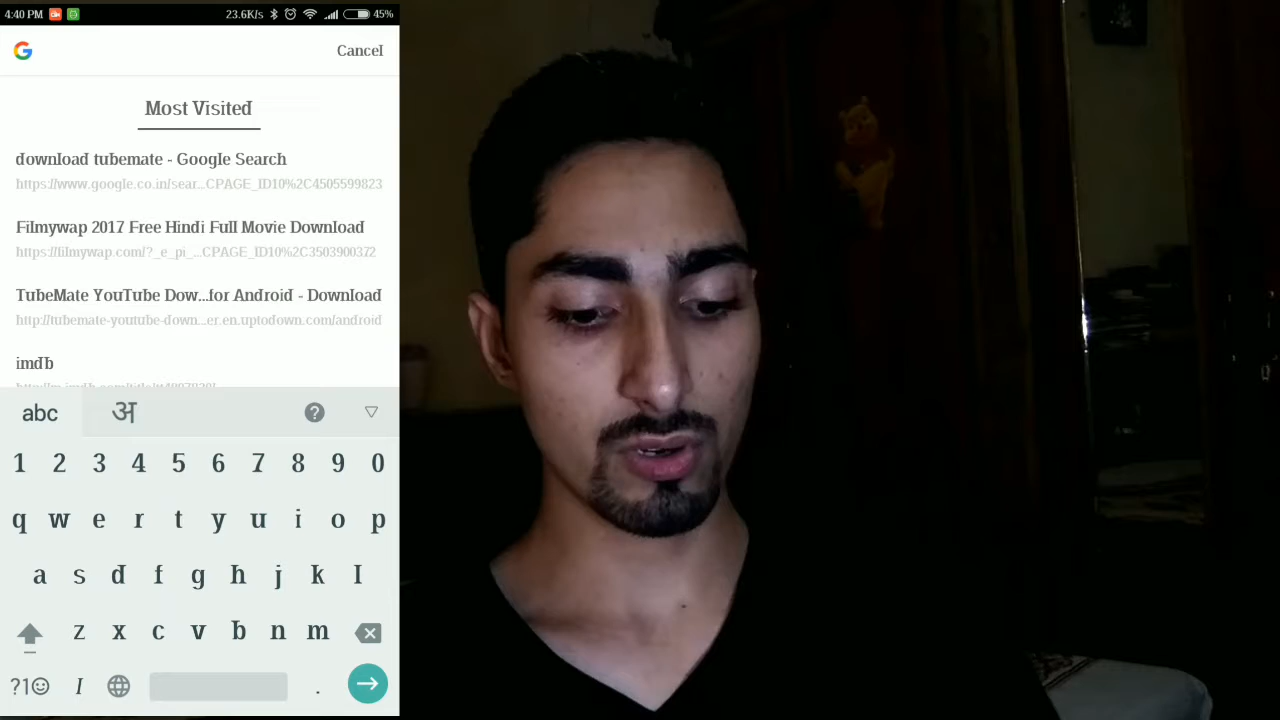 4:40 PM 23.6K/s 45%
G Cancel
Most Visited
download tubemate - Google Search
https://www.google.co.in/sear...CPAGE_ID10%2C4505599823
Filmywap 2017 Free Hindi Full Movie Download
https://filmywap.com/?_e_pi_...CPAGE_ID10%2C3503900372
TubeMate YouTube Dow...for Android - Download
http://tubemate-youtube-down...er.en.uptodown.com/android
imdb
abc अ ?
1 2 3 4 5 6 7 8 9 0
q w e r t y u i o p
a s d f g h j k l
z x c v b n m
?1☺ I .